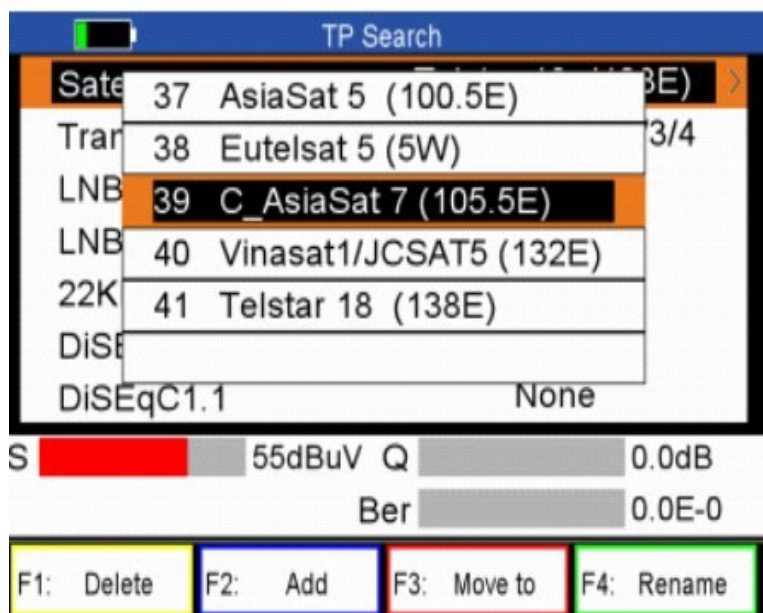 TP Search
Sate 3E) >
37 AsiaSat 5 (100.5E)
Tran /3/4
38 Eutelsat 5 (5W)
LNB
39 C_AsiaSat 7 (105.5E)
LNB
40 Vinasat1/JCSAT5 (132E)
22K
41 Telstar 18 (138E)
DiSE
DiSEqC1.1 None
S 55dBuV Q 0.0dB
Ber 0.0E-0
F1: Delete F2: Add F3: Move to F4: Rename